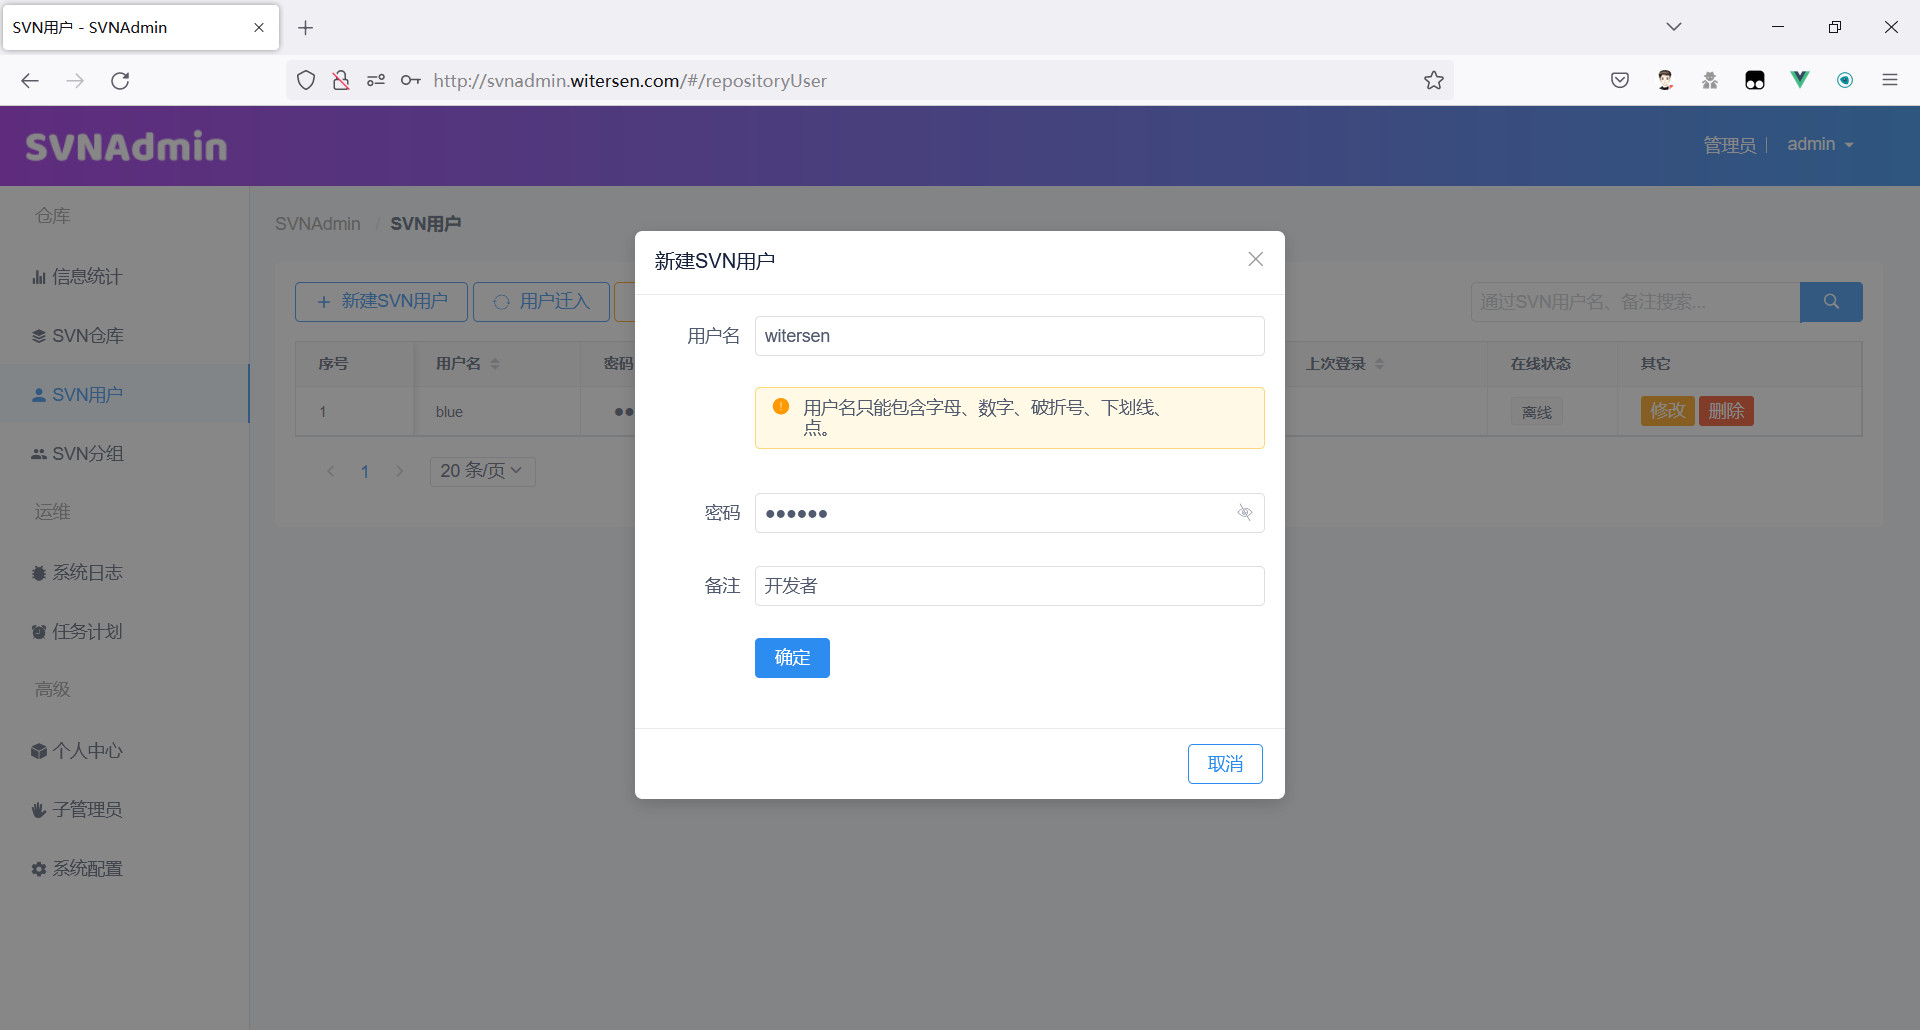 SVN用户 - SVNAdmin
http://svnadmin.witersen.com/#/repositoryUser
SVNAdmin
管理员
admin
仓库
信息统计
SVN仓库
SVN用户
SVN分组
运维
系统日志
任务计划
高级
个人中心
子管理员
系统配置
SVNAdmin / SVN用户
新建SVN用户
用户迁入
通过SVN用户名、备注搜索...
序号 用户名 密码 上次登录 在线状态 其它
1 blue ●● 离线 修改 删除
1 20 条/页
新建SVN用户
用户名 witersen
用户名只能包含字母、数字、破折号、下划线、
点。
密码 ●●●●●●
备注 开发者
确定
取消